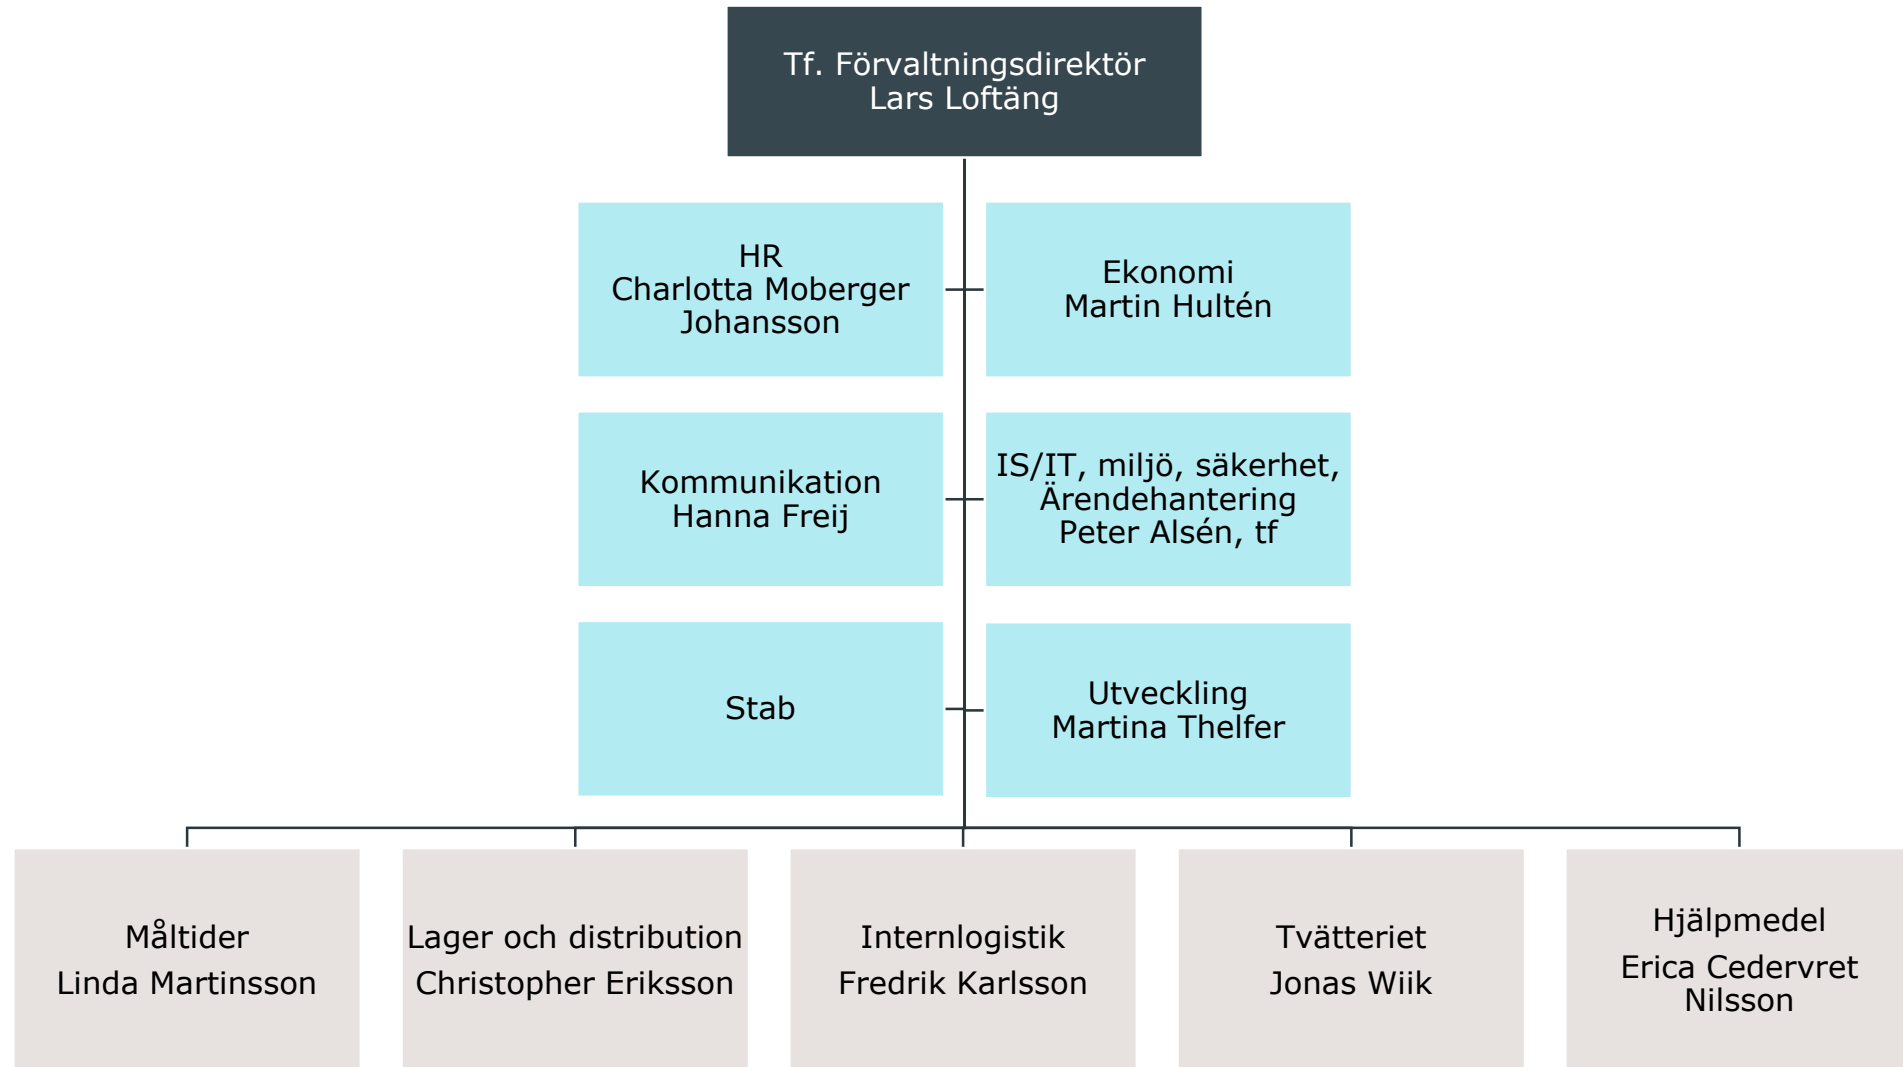 Tf. Förvaltningsdirektör
Lars Loftäng
HR
Charlotta Moberger
Johansson
Ekonomi
Martin Hultén
Kommunikation
Hanna Freij
IS/IT, miljö, säkerhet,
Ärendehantering
Peter Alsén, tf
Stab
Utveckling
Martina Thelfer
Måltider
Linda Martinsson
Lager och distribution
Christopher Eriksson
Internlogistik
Fredrik Karlsson
Tvätteriet
Jonas Wiik
Hjälpmedel
Erica Cedervret
Nilsson